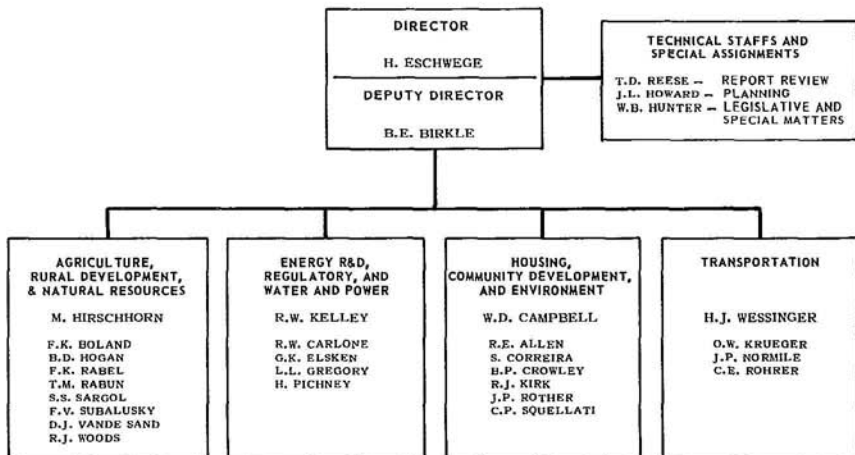 DIRECTOR
H. ESCHWEGE
DEPUTY DIRECTOR
B.E. BIRKLE
TECHNICAL STAFFS AND
SPECIAL ASSIGNMENTS
T.D. REESE – REPORT REVIEW
J.L. HOWARD – PLANNING
W.B. HUNTER – LEGISLATIVE AND
SPECIAL MATTERS
AGRICULTURE,
RURAL DEVELOPMENT,
& NATURAL RESOURCES
M. HIRSCHHORN
F.K. BOLAND
B.D. HOGAN
F.K. RABEL
T.M. RABUN
S.S. SARGOL
F.V. SUBALUSKY
D.J. VANDE SAND
R.J. WOODS
ENERGY R&D,
REGULATORY, AND
WATER AND POWER
R.W. KELLEY
R.W. CARLONE
G.K. ELSKEN
L.L. GREGORY
H. PICHNEY
HOUSING,
COMMUNITY DEVELOPMENT,
AND ENVIRONMENT
W.D. CAMPBELL
R.E. ALLEN
S. CORREIRA
B.P. CROWLEY
R.J. KIRK
J.P. ROTHER
C.P. SQUELLATI
TRANSPORTATION
H.J. WESSINGER
O.W. KRUEGER
J.P. NORMILE
C.E. ROHRER